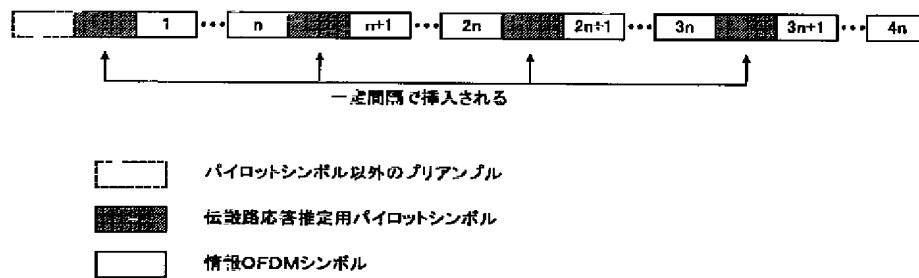 1 ••• n n+1 ••• 2n 2n+1 ••• 3n 3n+1 ••• 4n
一定間隔で挿入される
パイロットシンボル以外のプリアンブル
伝搬路応答推定用パイロットシンボル
情報OFDMシンボル